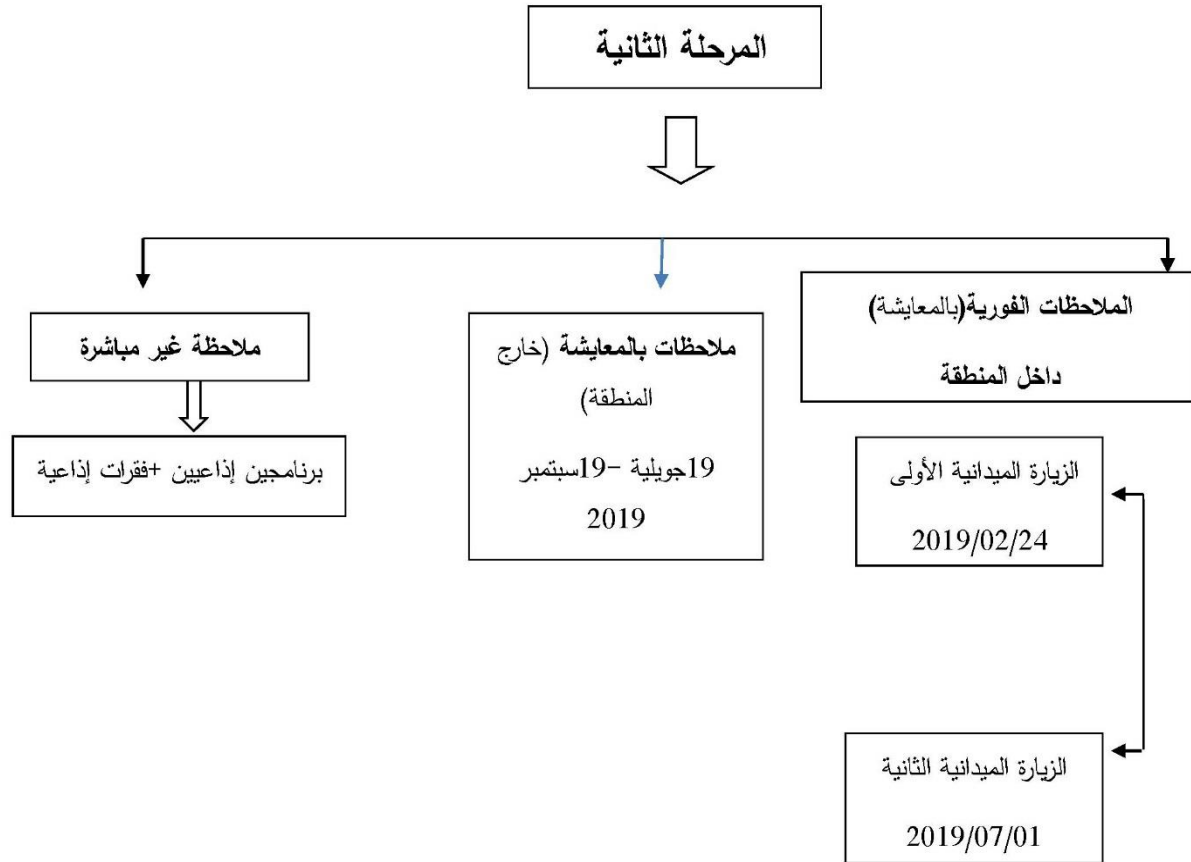 المرحلة الثانية
الملاحظات الفورية(بالمعايشة)
داخل المنطقة
الزيارة الميدانية الأولى
2019/02/24
الزيارة الميدانية الثانية
2019/07/01
ملاحظات بالمعايشة (خارج
المنطقة)
19جويلية -19سبتمبر
2019
ملاحظة غير مباشرة
برنامجين إذاعيين +فقرات إذاعية